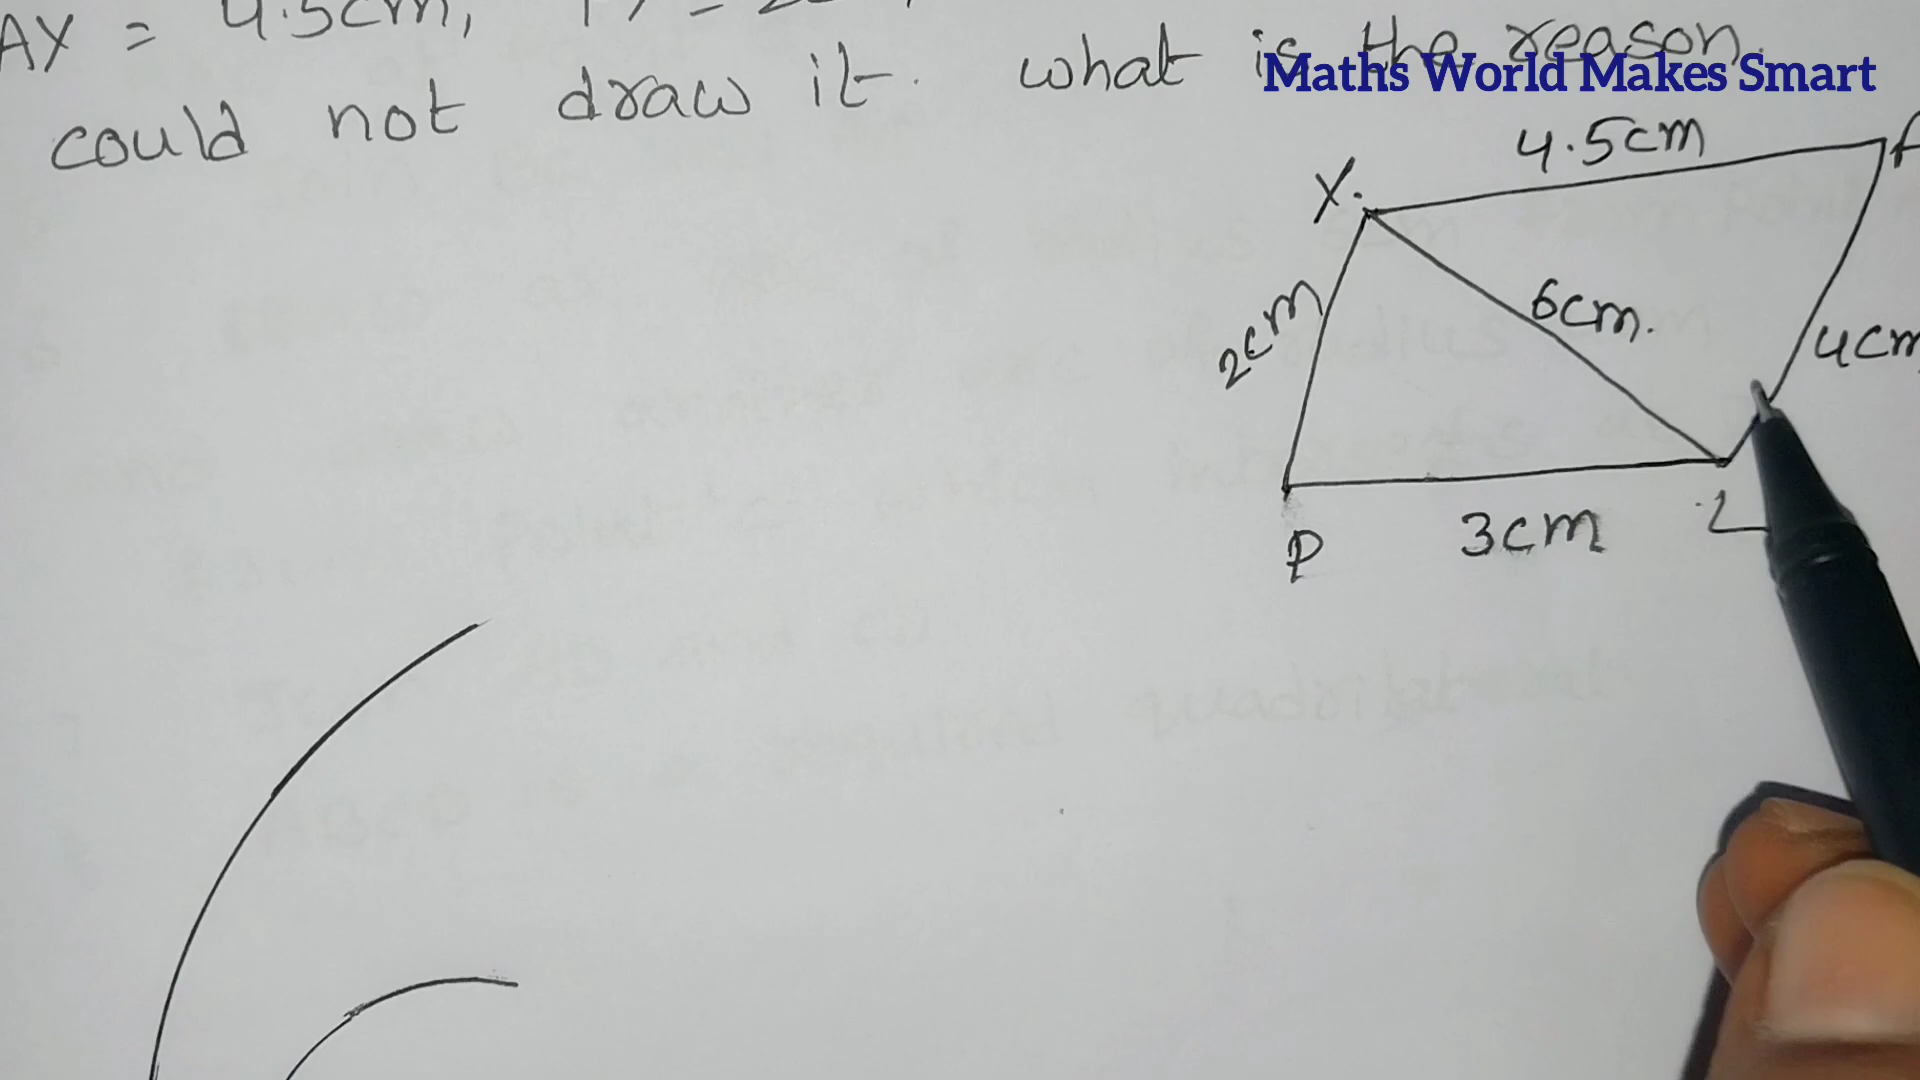 AX = 4.5cm,
could not draw it. what is the reason.
Maths World Makes Smart
4.5cm
X.
2cm
6cm.
4cm
P
3cm